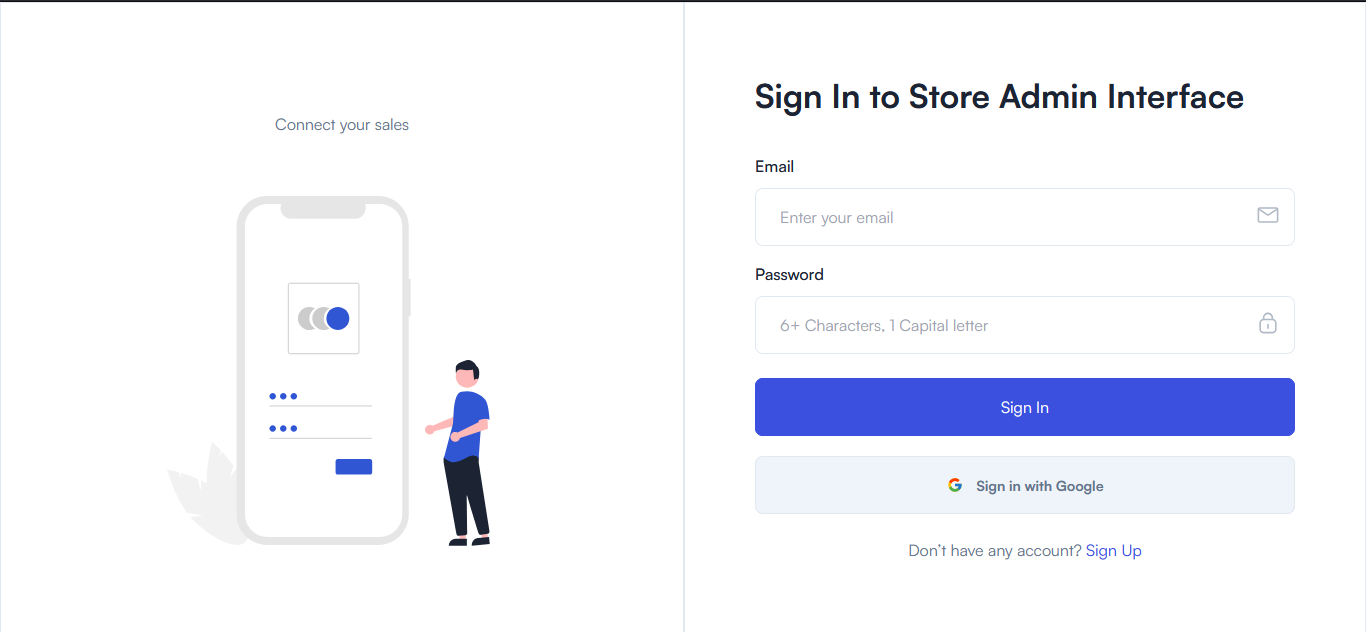 Connect your sales
Sign In to Store Admin Interface
Email
Enter your email
Password
6+ Characters, 1 Capital letter
Sign In
Sign in with Google
Don’t have any account? Sign Up